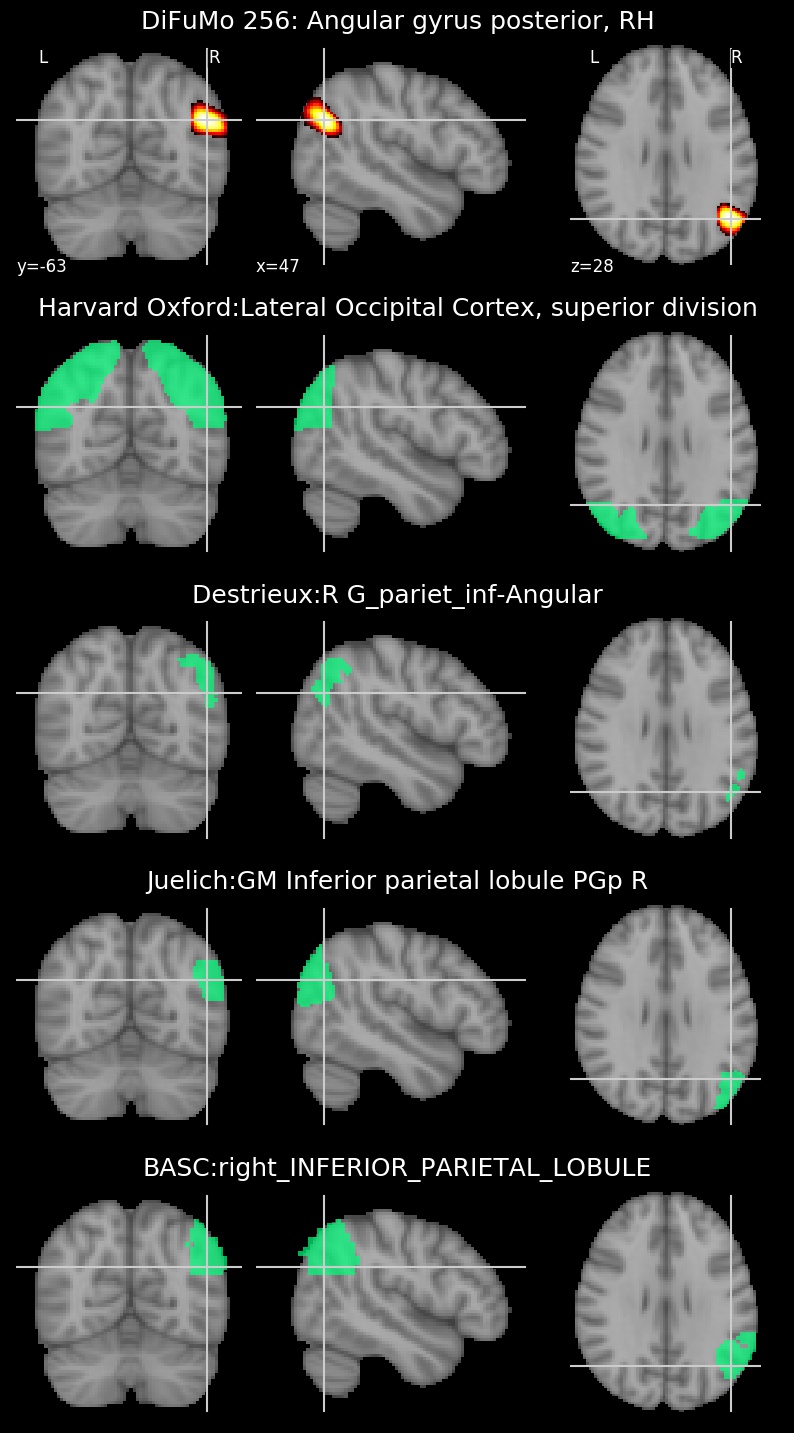 DiFuMo 256: Angular gyrus posterior, RH
L R L R
y=-63 x=47 z=28
Harvard Oxford:Lateral Occipital Cortex, superior division
Destrieux:R G_pariet_inf-Angular
Juelich:GM Inferior parietal lobule PGp R
BASC:right_INFERIOR_PARIETAL_LOBULE